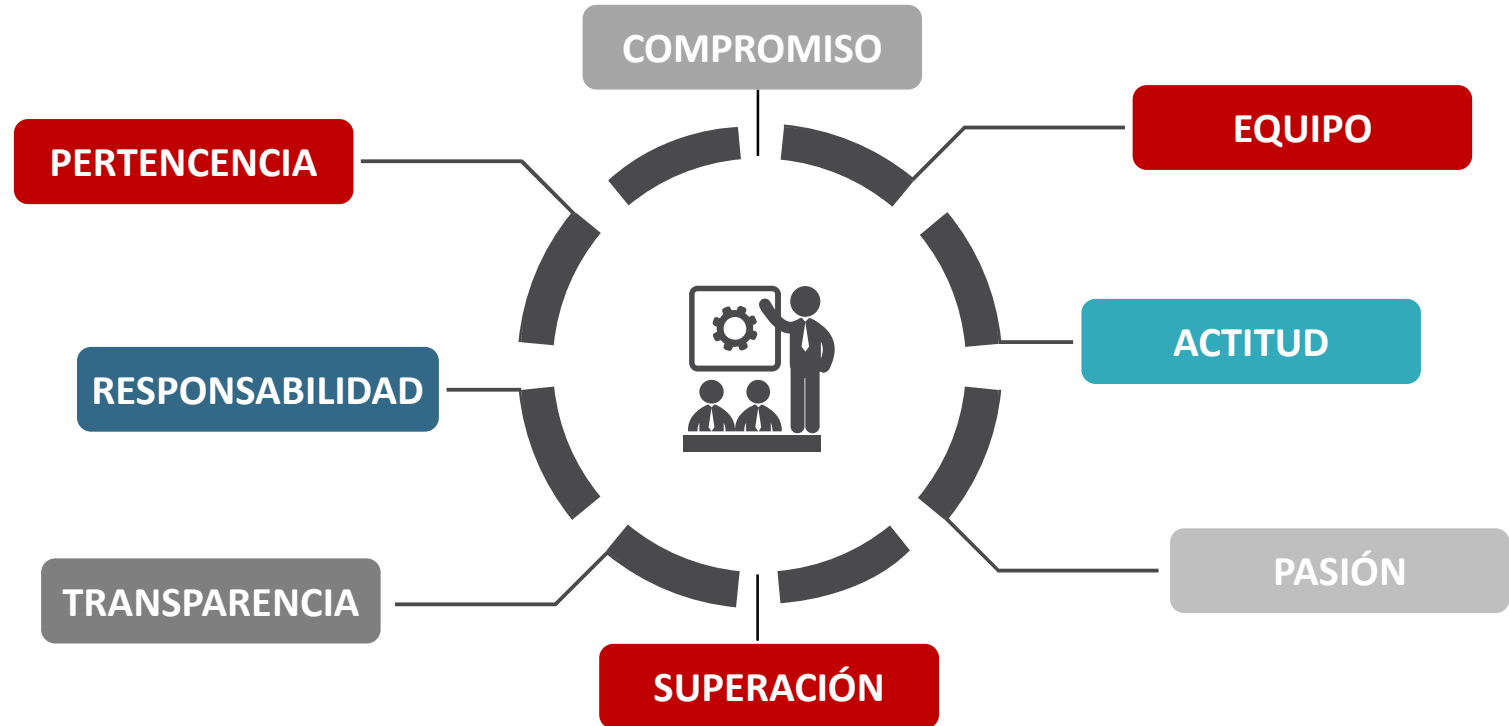 COMPROMISO
EQUIPO
PERTENCENCIA
ACTITUD
RESPONSABILIDAD
PASIÓN
TRANSPARENCIA
SUPERACIÓN